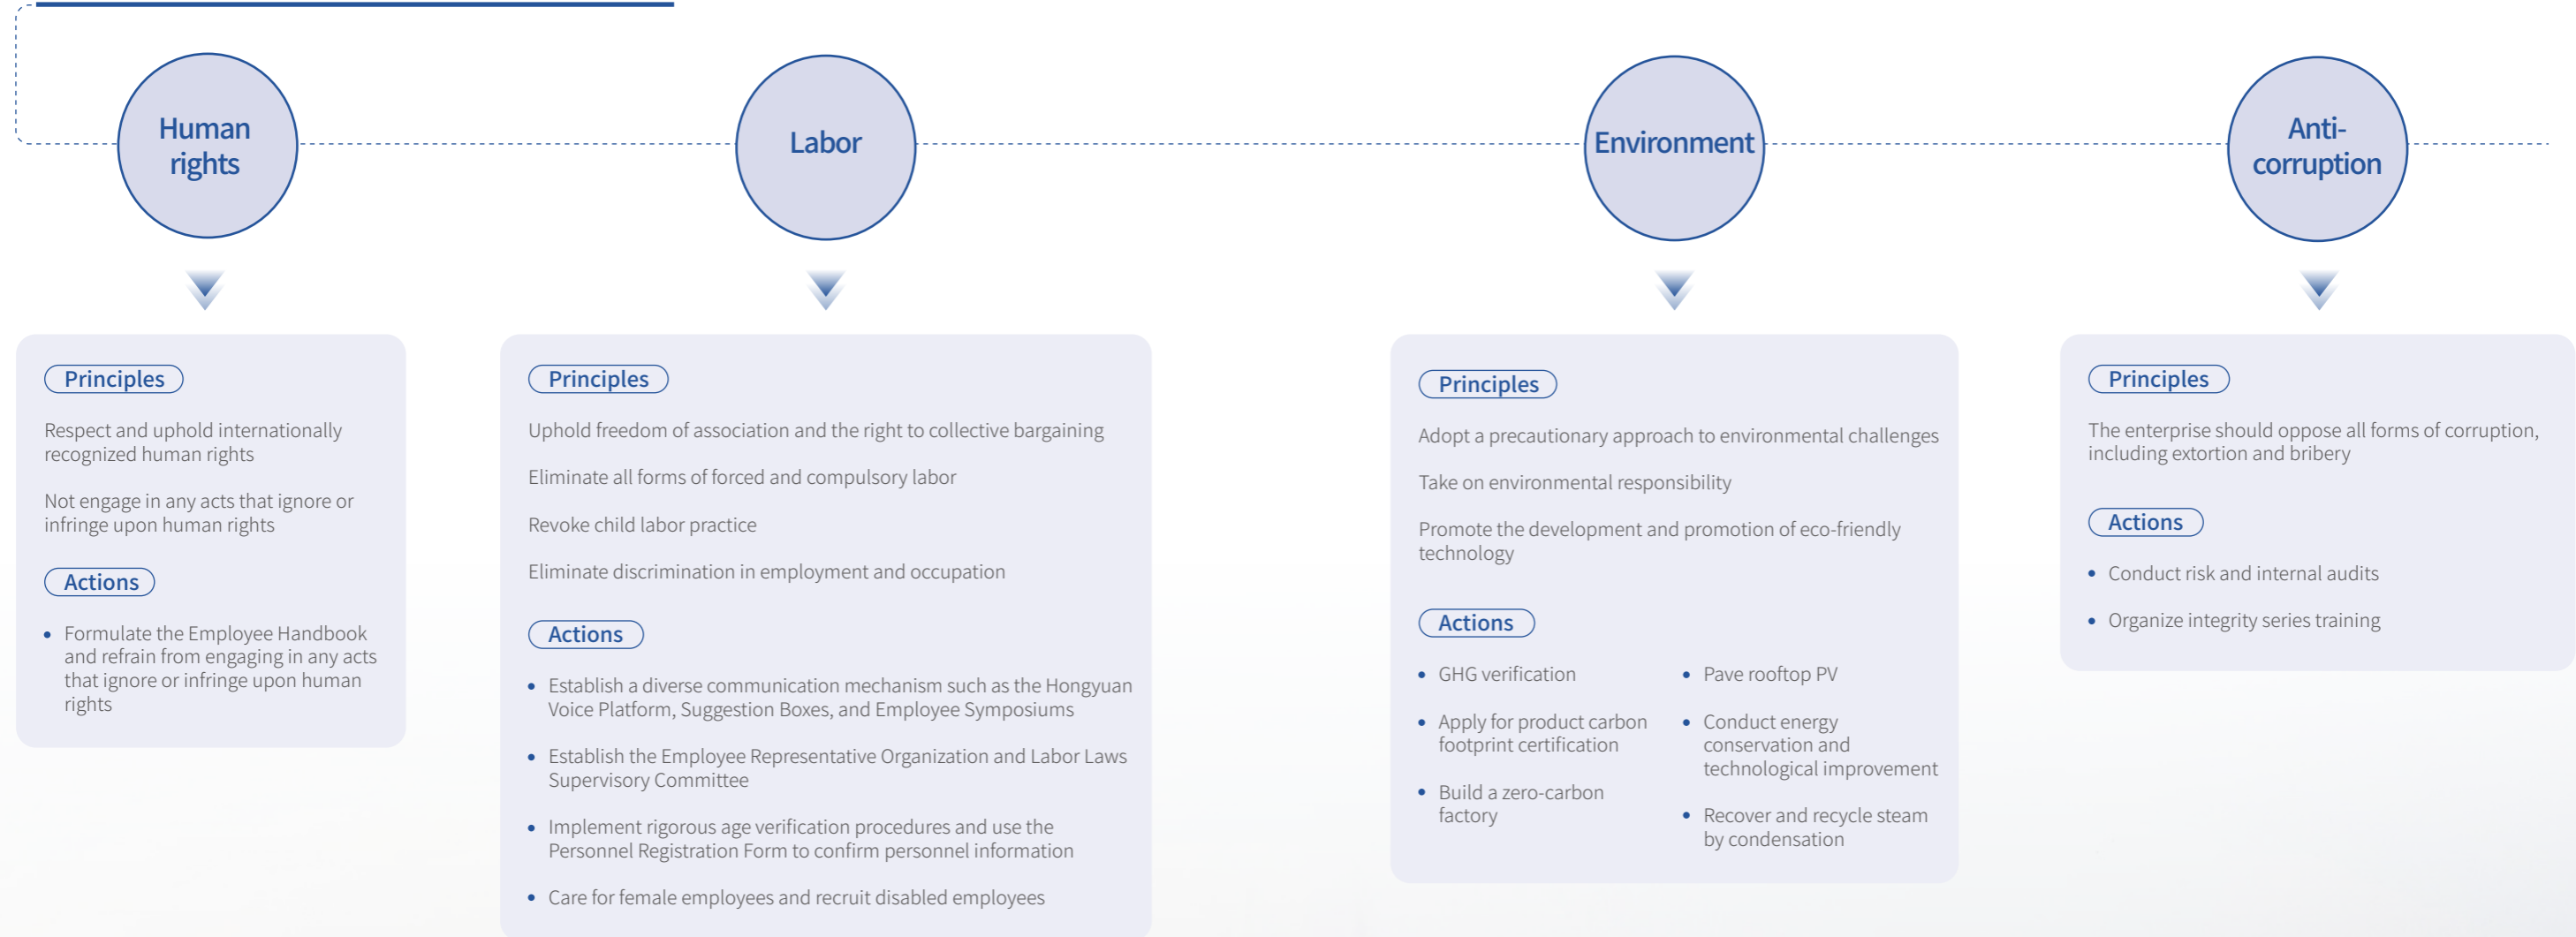 Human
rights
Principles
Respect and uphold internationally
recognized human rights
Not engage in any acts that ignore or
infringe upon human rights
Actions
• Formulate the Employee Handbook
and refrain from engaging in any acts
that ignore or infringe upon human
rights
Labor
Principles
Uphold freedom of association and the right to collective bargaining
Eliminate all forms of forced and compulsory labor
Revoke child labor practice
Eliminate discrimination in employment and occupation
Actions
• Establish a diverse communication mechanism such as the Hongyuan
Voice Platform, Suggestion Boxes, and Employee Symposiums
• Establish the Employee Representative Organization and Labor Laws
Supervisory Committee
• Implement rigorous age verification procedures and use the
Personnel Registration Form to confirm personnel information
• Care for female employees and recruit disabled employees
Environment
Principles
Adopt a precautionary approach to environmental challenges
Take on environmental responsibility
Promote the development and promotion of eco-friendly
technology
Actions
• GHG verification
• Apply for product carbon
footprint certification
• Build a zero-carbon
factory
• Pave rooftop PV
• Conduct energy
conservation and
technological improvement
• Recover and recycle steam
by condensation
Anti-
corruption
Principles
The enterprise should oppose all forms of corruption,
including extortion and bribery
Actions
• Conduct risk and internal audits
• Organize integrity series training